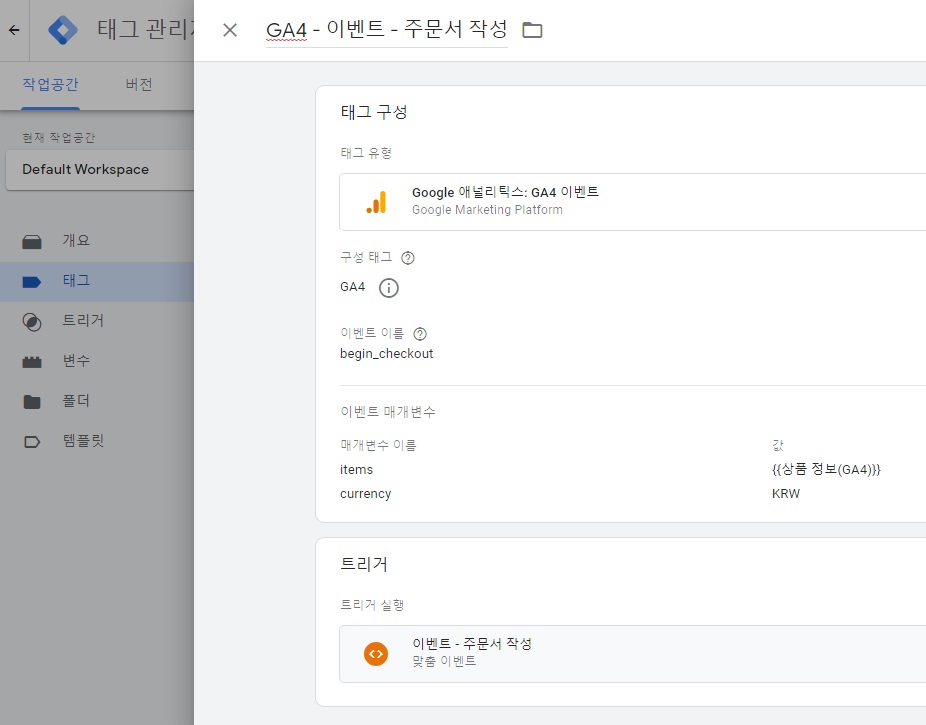 태그 관리
GA4 - 이벤트 - 주문서 작성
작업공간
버전
현재 작업공간
Default Workspace
개요
태그
트리거
변수
폴더
템플릿
태그 구성
태그 유형
Google 애널리틱스: GA4 이벤트
Google Marketing Platform
구성 태그
GA4
이벤트 이름
begin_checkout
이벤트 매개변수
매개변수 이름 값
items {{상품 정보(GA4)}}
currency KRW
트리거
트리거 실행
이벤트 - 주문서 작성
맞춤 이벤트